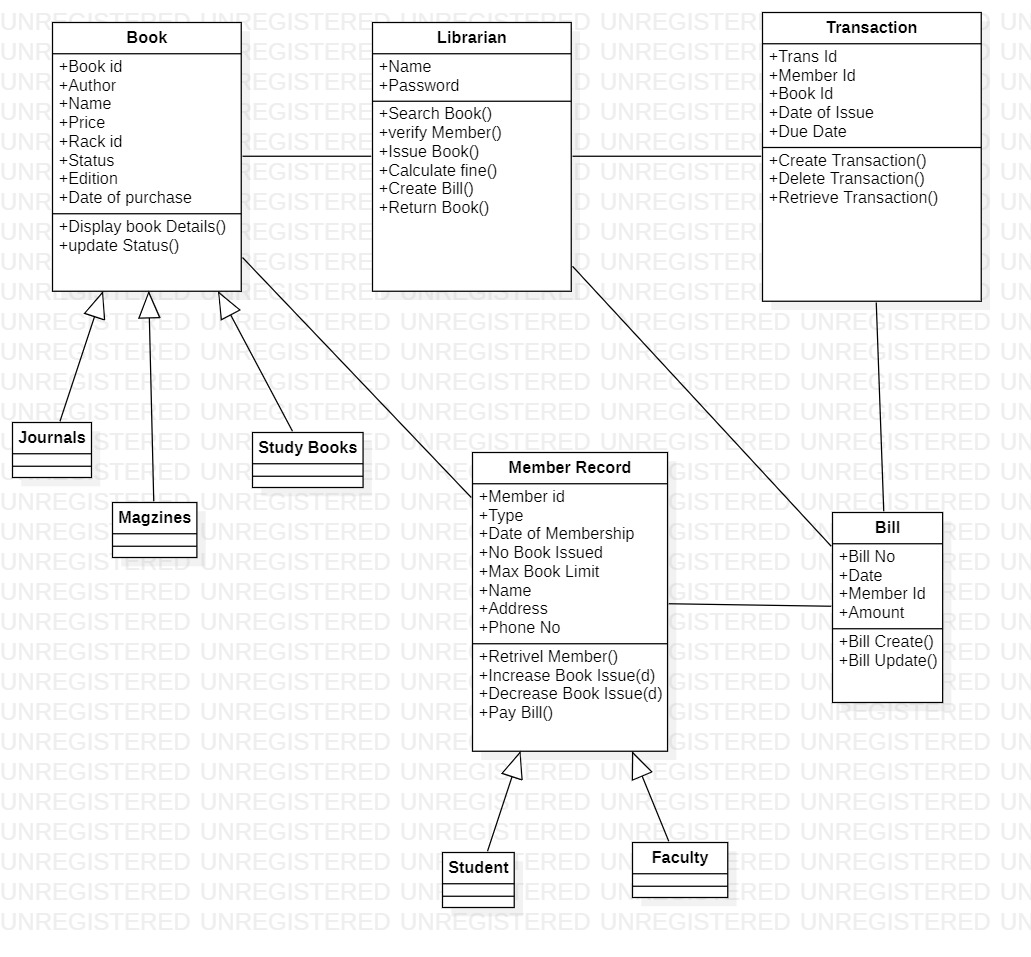 Book
+Book id
+Author
+Name
+Price
+Rack id
+Status
+Edition
+Date of purchase
+Display book Details()
+update Status()
Librarian
+Name
+Password
+Search Book()
+verify Member()
+Issue Book()
+Calculate fine()
+Create Bill()
+Return Book()
Transaction
+Trans Id
+Member Id
+Book Id
+Date of Issue
+Due Date
+Create Transaction()
+Delete Transaction()
+Retrieve Transaction()
Journals
Magzines
Study Books
Member Record
+Member id
+Type
+Date of Membership
+No Book Issued
+Max Book Limit
+Name
+Address
+Phone No
+Retrivel Member()
+Increase Book Issue(d)
+Decrease Book Issue(d)
+Pay Bill()
Bill
+Bill No
+Date
+Member Id
+Amount
+Bill Create()
+Bill Update()
Student
Faculty
UNREGISTERED